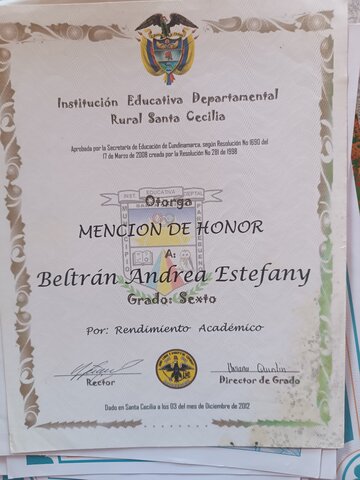 Institución Educativa Departamental
Rural Santa Cecilia
Aprobada por la Secretaría de Educación de Cundinamarca, según Resolución No 1690 del
17 de Marzo de 2008 creada por la Resolución No 281 de 1998
INST. EDUCATIVA DEPTAL
Otorga
MENCION DE HONOR
A:
Beltrán Andrea Estefany
Grado: Sexto
Por: Rendimiento Académico
Rector
Director de Grado
Dado en Santa Cecilia a los 03 del mes de Diciembre de 2012